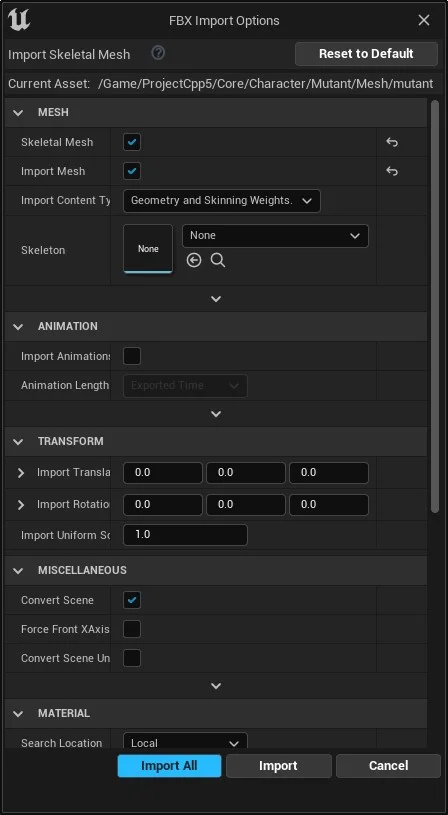 FBX Import Options
Import Skeletal Mesh
Reset to Default
Current Asset: /Game/ProjectCpp5/Core/Character/Mutant/Mesh/mutant
MESH
Skeletal Mesh
Import Mesh
Import Content Ty
Geometry and Skinning Weights.
Skeleton
None
None
ANIMATION
Import Animations
Animation Length
Exported Time
TRANSFORM
Import Transla
0.0 0.0 0.0
Import Rotatio
0.0 0.0 0.0
Import Uniform Sc
1.0
MISCELLANEOUS
Convert Scene
Force Front XAxis
Convert Scene Un
MATERIAL
Search Location
Local
Import All
Import
Cancel